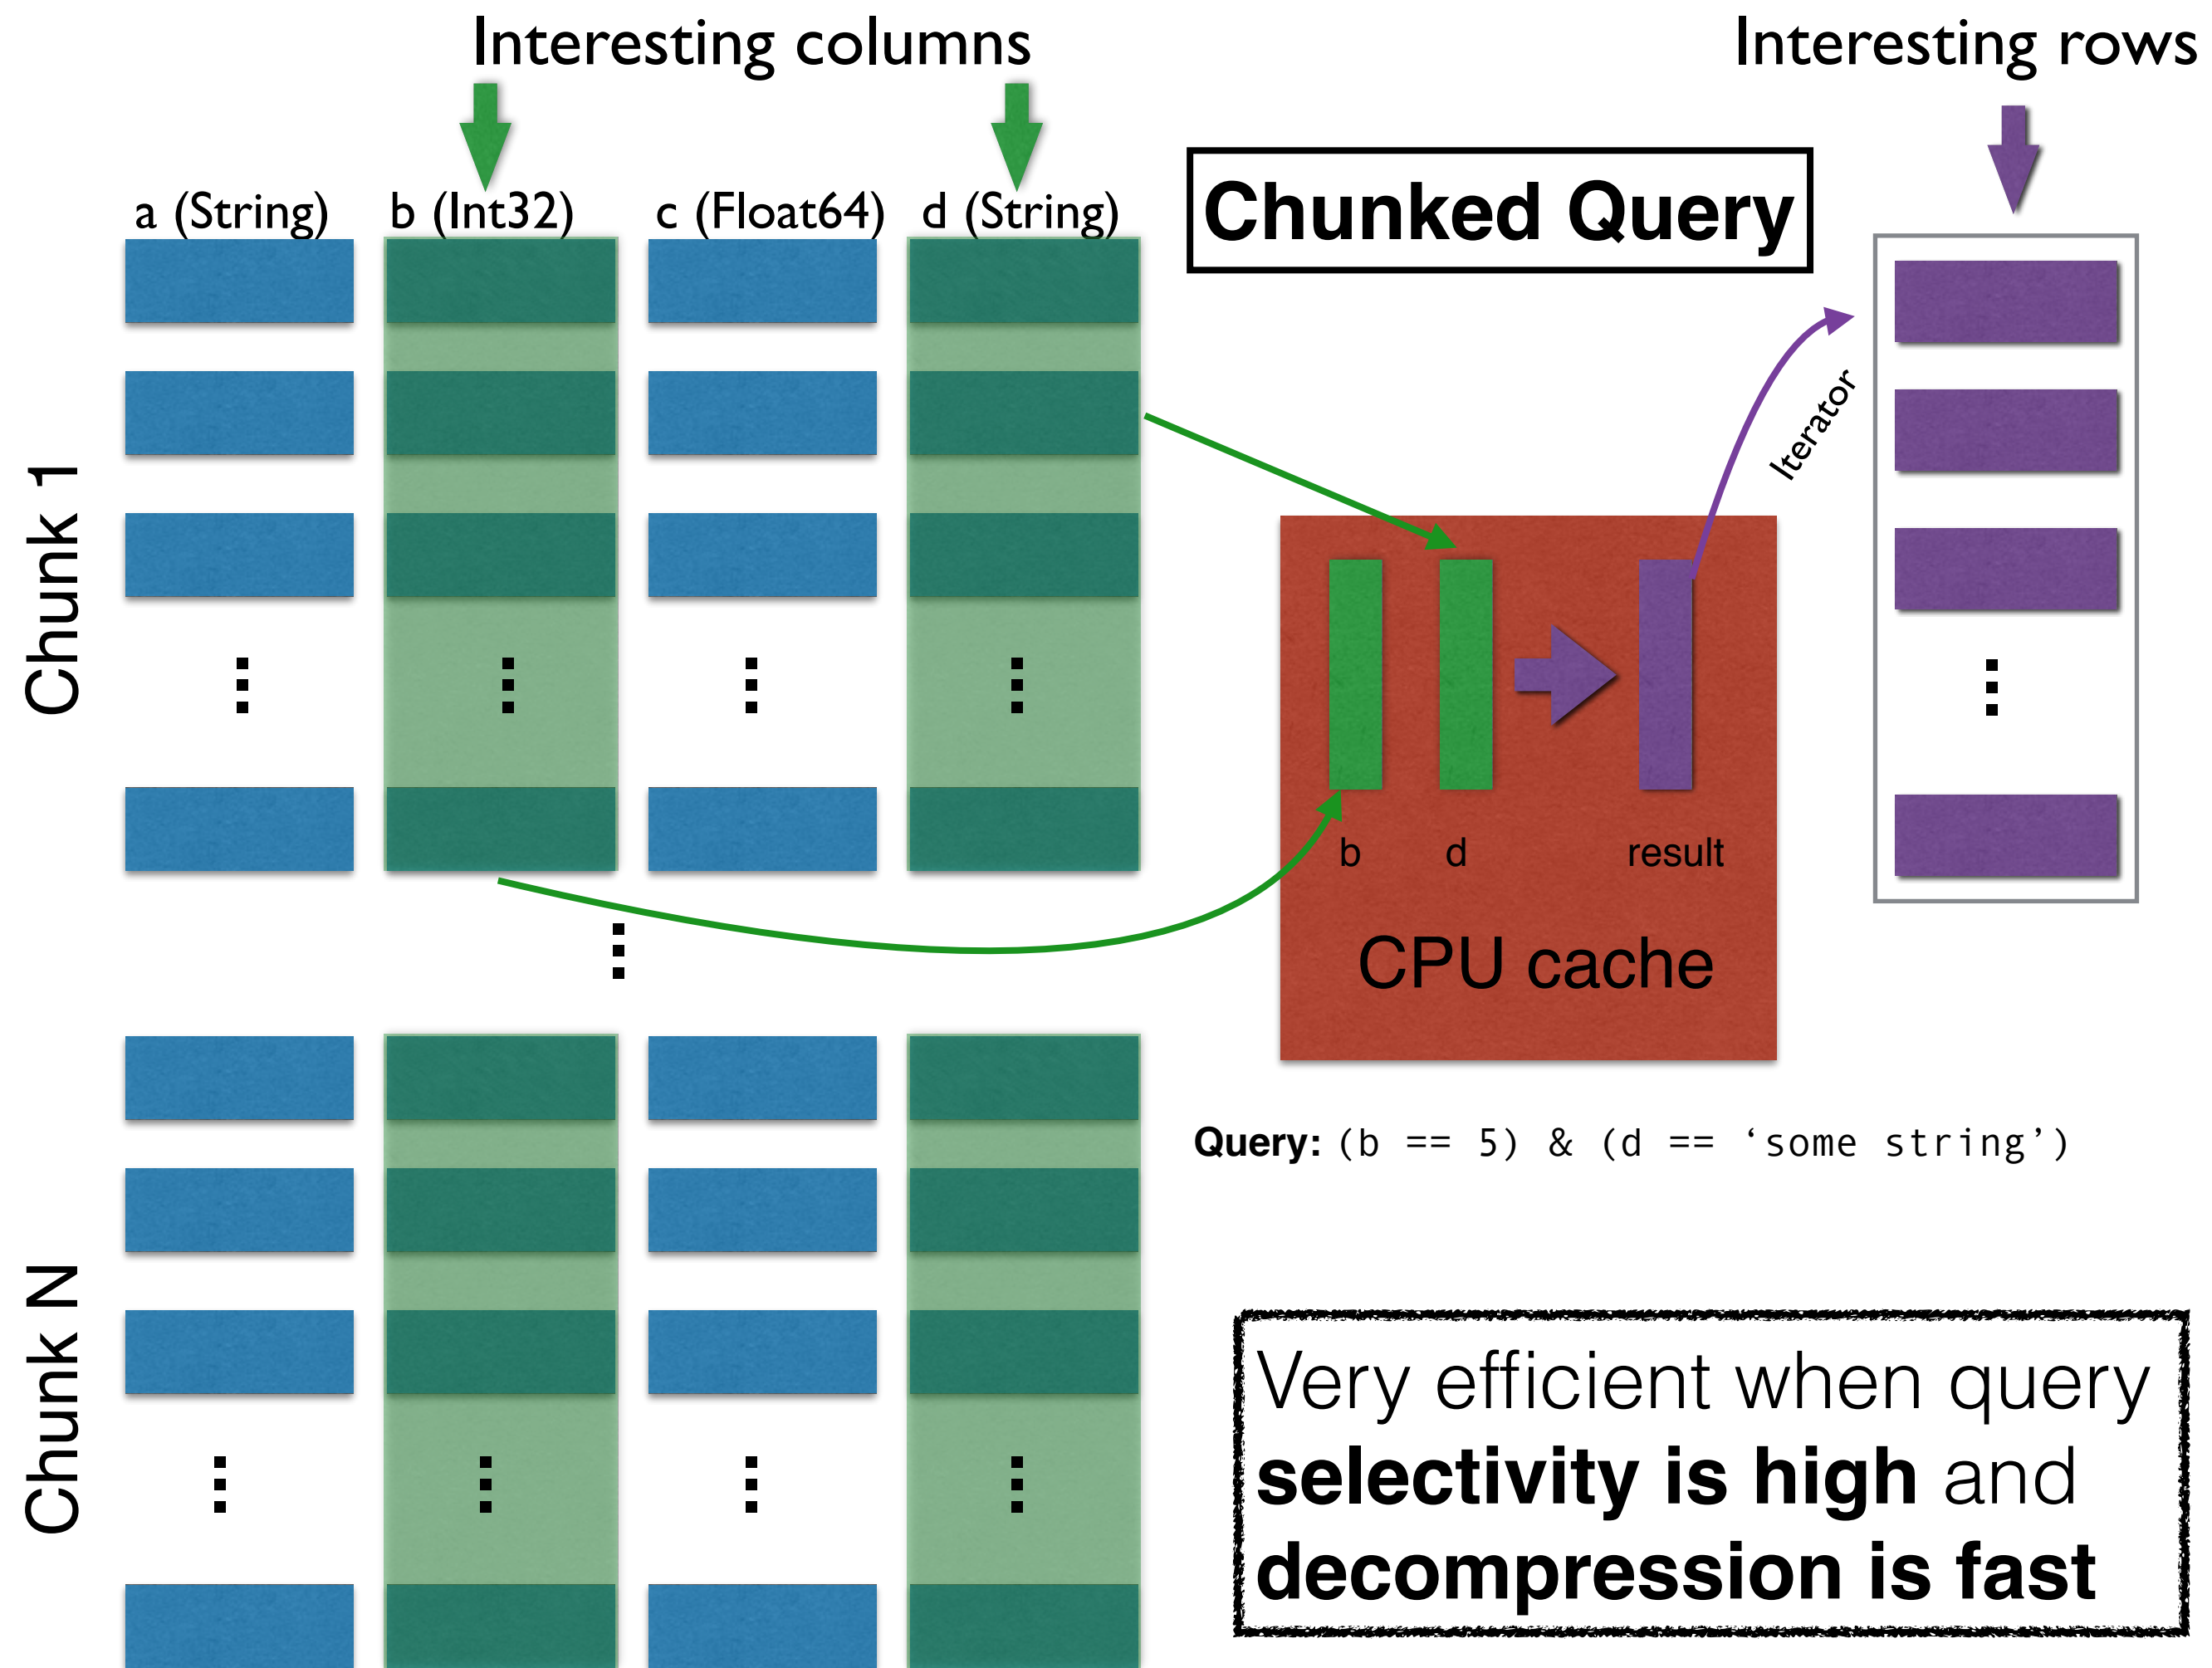 Interesting columns
Interesting rows
a (String)
b (Int32)
c (Float64)
d (String)
Chunked Query
Chunk 1
Iterator
b
d
result
CPU cache
Query: (b == 5) & (d == ‘some string’)
Chunk N
Very efficient when query
selectivity is high and
decompression is fast